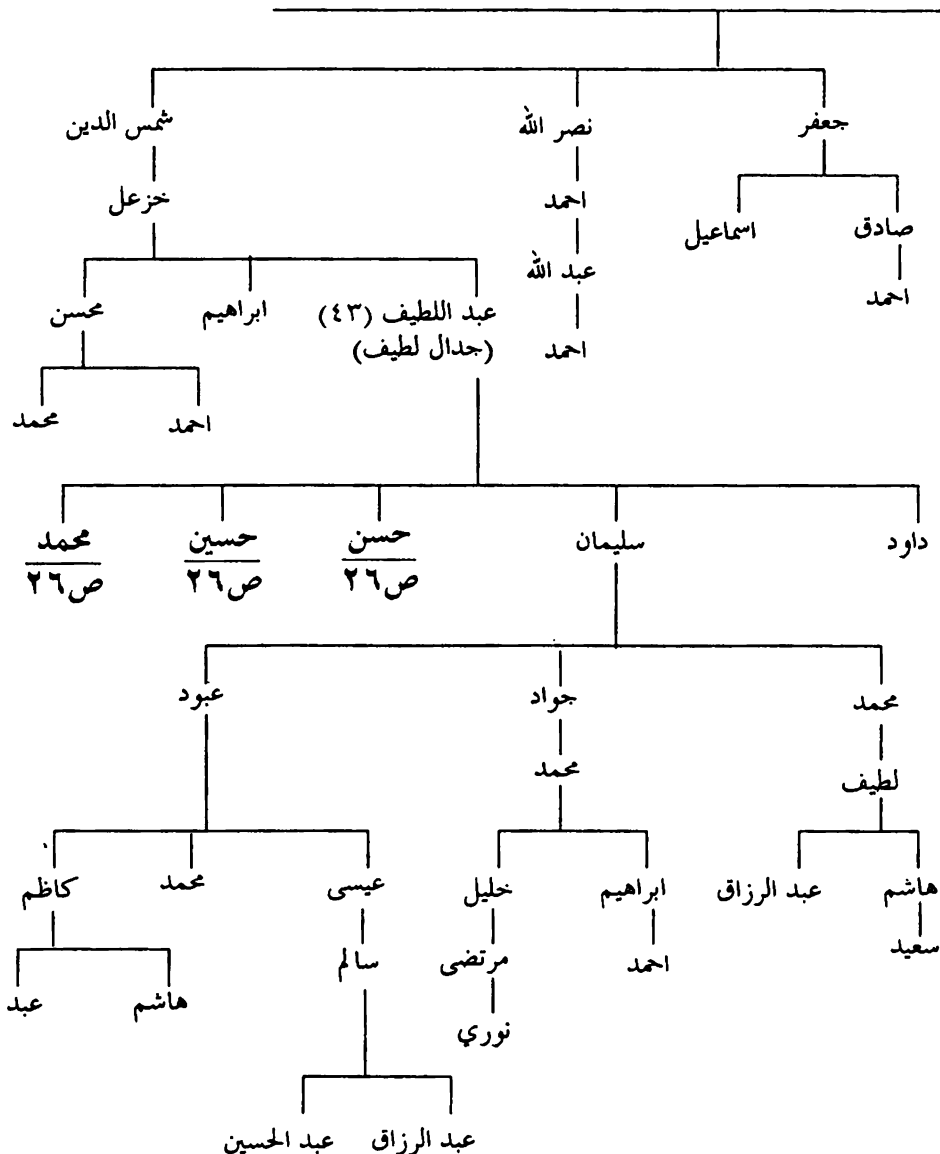 جعفر نصر الله شمس الدين
صادق اسماعيل احمد خزعل
احمد عبد الله
عبد اللطيف (٤٣) ابراهيم محسن
(جدال لطيف) احمد
احمد محمد
داود سليمان حسن حسين محمد
ص٢٦ ص٢٦ ص٢٦
محمد جواد عبود
لطيف محمد
هاشم عبد الرزاق ابراهيم خليل عيسى محمد كاظم
سعيد احمد مرتضى سالم
هاشم عبد
نوري
عبد الرزاق عبد الحسين